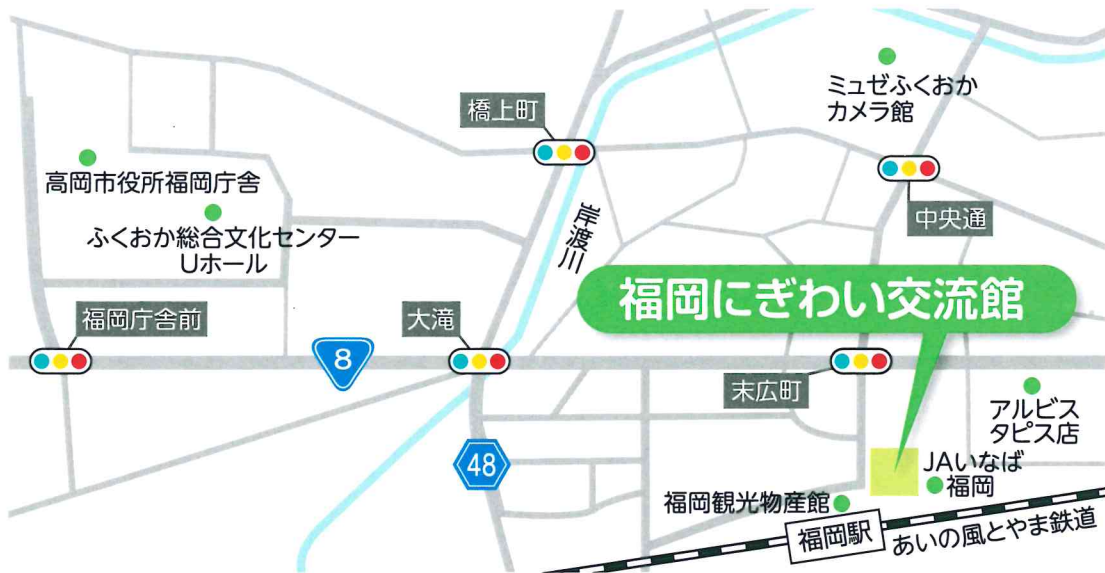 ミュゼふくおか
カメラ館
橋上町
高岡市役所福岡庁舎
中央通
ふくおか総合文化センター
Uホール
岸渡川
福岡にぎわい交流館
福岡庁舎前
大滝
8
末広町
アルビス
タピス店
48
JAいなば
福岡
福岡観光物産館
福岡駅
あいの風とやま鉄道